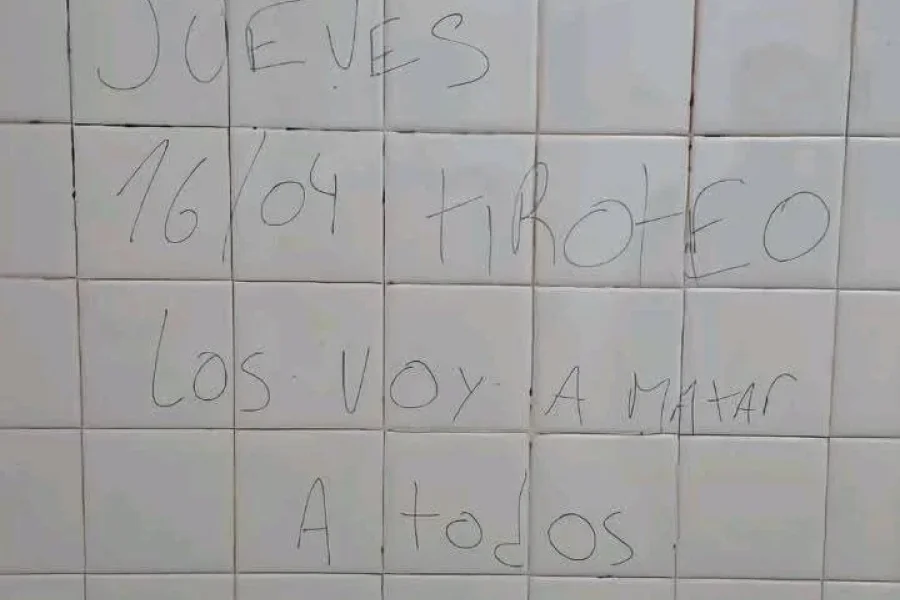 JUEVES
16/04 tIROtEO
LOS VOY A MAtAr
A todos